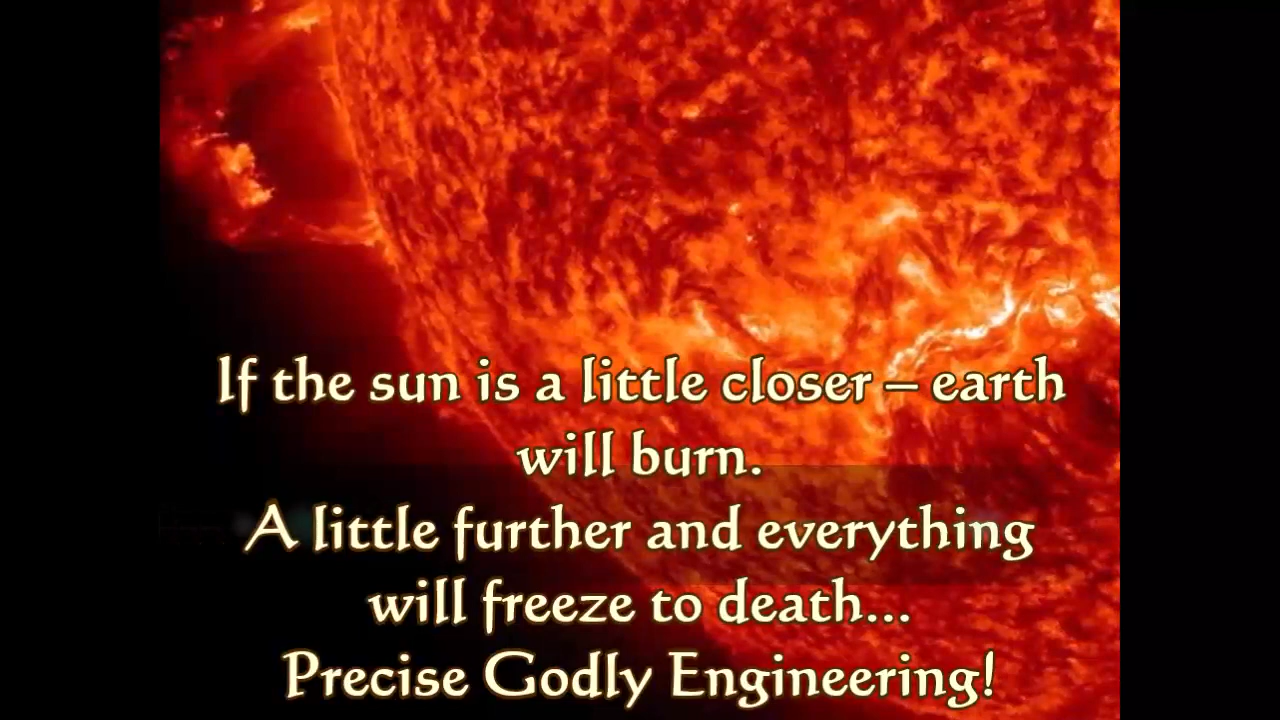 If the sun is a little closer – earth
will burn.
A little further and everything
will freeze to death...
Precise Godly Engineering!